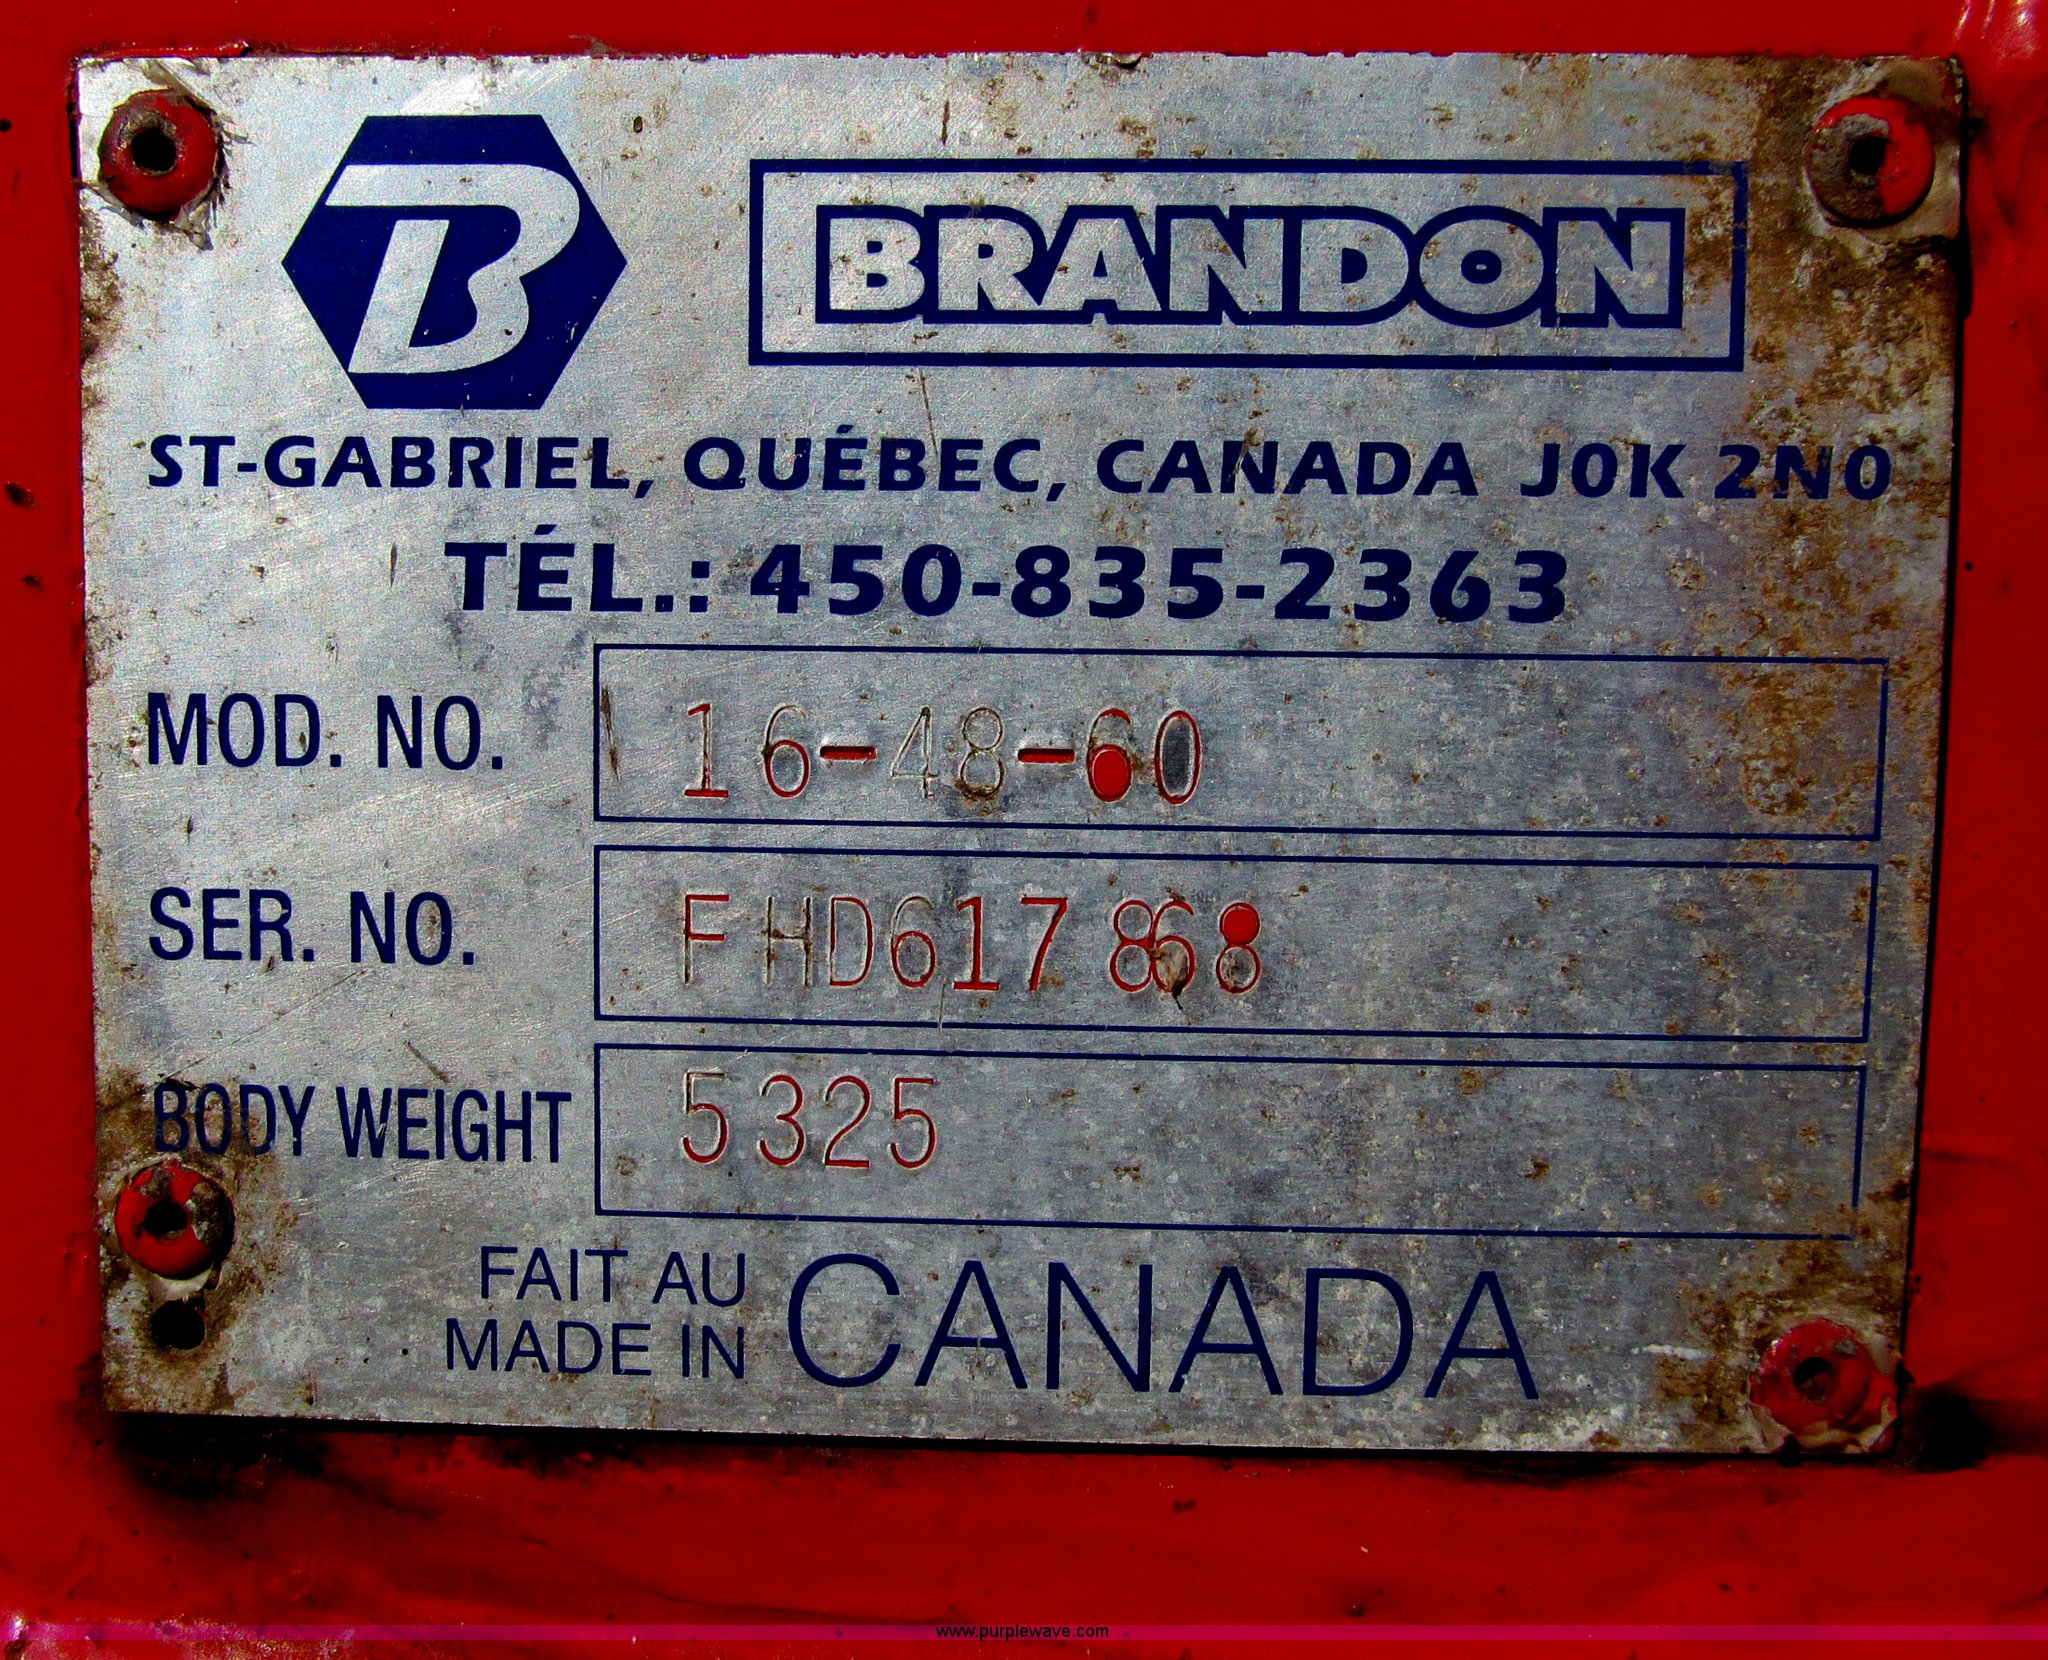 B BRANDON
ST-GABRIEL, QUÉBEC, CANADA J0K 2N0
TÉL.: 450-835-2363
MOD. NO. 16-48-60
SER. NO. FHD617868
BODY WEIGHT 5325
FAIT AU
MADE IN CANADA
www.purplewave.com